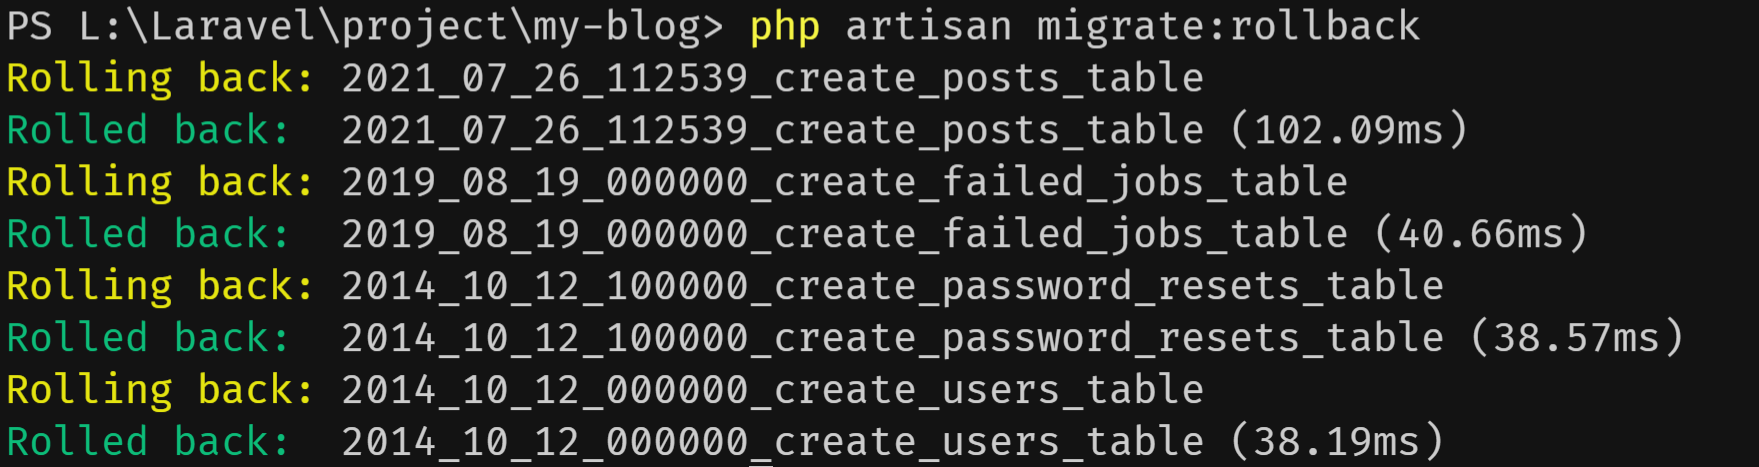 PS L:\Laravel\project\my-blog> php artisan migrate:rollback
Rolling back: 2021_07_26_112539_create_posts_table
Rolled back:  2021_07_26_112539_create_posts_table (102.09ms)
Rolling back: 2019_08_19_000000_create_failed_jobs_table
Rolled back:  2019_08_19_000000_create_failed_jobs_table (40.66ms)
Rolling back: 2014_10_12_100000_create_password_resets_table
Rolled back:  2014_10_12_100000_create_password_resets_table (38.57ms)
Rolling back: 2014_10_12_000000_create_users_table
Rolled back:  2014_10_12_000000_create_users_table (38.19ms)